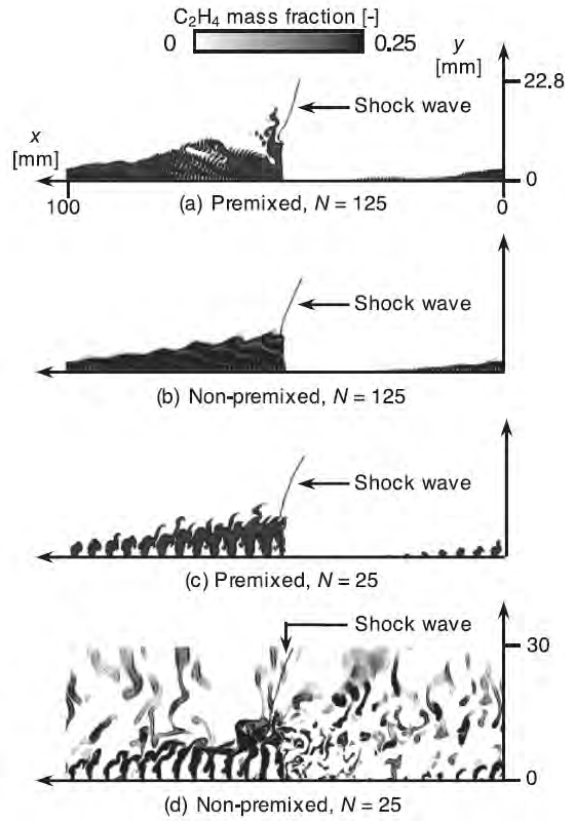 C₂H₄ mass fraction [-]
0 0.25
y
[mm]
22.8
Shock wave
x
[mm]
0
100 0
(a) Premixed, N = 125
Shock wave
(b) Non-premixed, N = 125
Shock wave
(c) Premixed, N = 25
Shock wave
30
0
(d) Non-premixed, N = 25